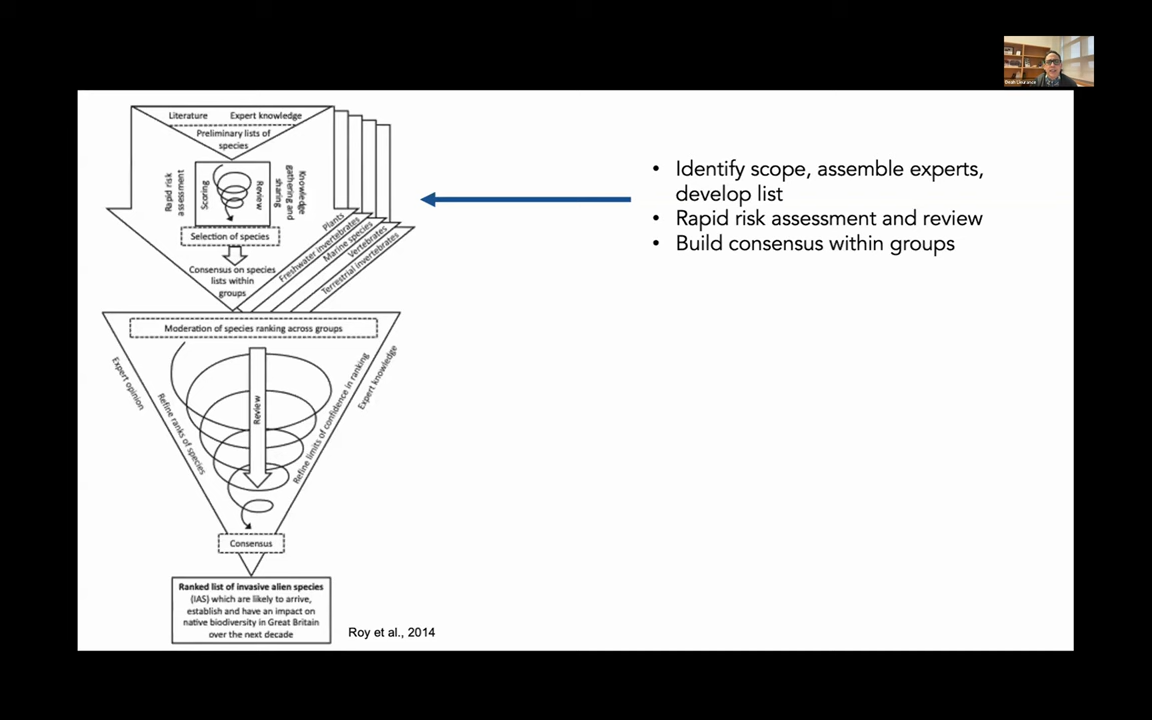 Literature Expert knowledge
Preliminary lists of
species
Rapid risk
assessment
Scoring
Review
Knowledge
gathering and
sharing
Selection of species
Consensus on species
lists within
groups
Plants
Freshwater invertebrates
Marine species
Vertebrates
Terrestrial invertebrates
Moderation of species ranking across groups
Expert opinion
Refine ranks of species
Review
Refine limits of confidence in ranking
Expert knowledge
Consensus
Ranked list of invasive alien species
(IAS) which are likely to arrive,
establish and have an impact on
native biodiversity in Great Britain
over the next decade
Roy et al., 2014
• Identify scope, assemble experts,
develop list
• Rapid risk assessment and review
• Build consensus within groups